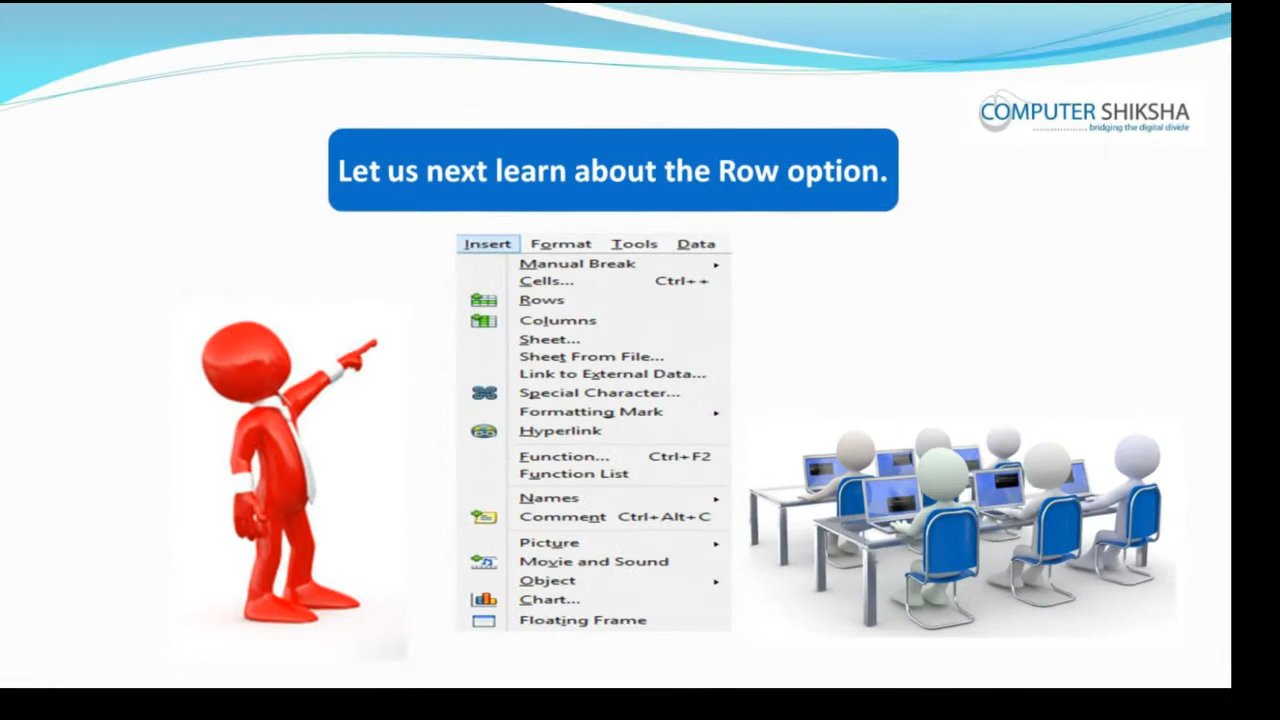 COMPUTER SHIKSHA
bridging the digital divide
Let us next learn about the Row option.
Insert Format Tools Data
Manual Break
Cells... Ctrl++
Rows
Columns
Sheet...
Sheet From File...
Link to External Data...
Special Character...
Formatting Mark
Hyperlink
Function... Ctrl+F2
Function List
Names
Comment Ctrl+Alt+C
Picture
Movie and Sound
Object
Chart...
Floating Frame